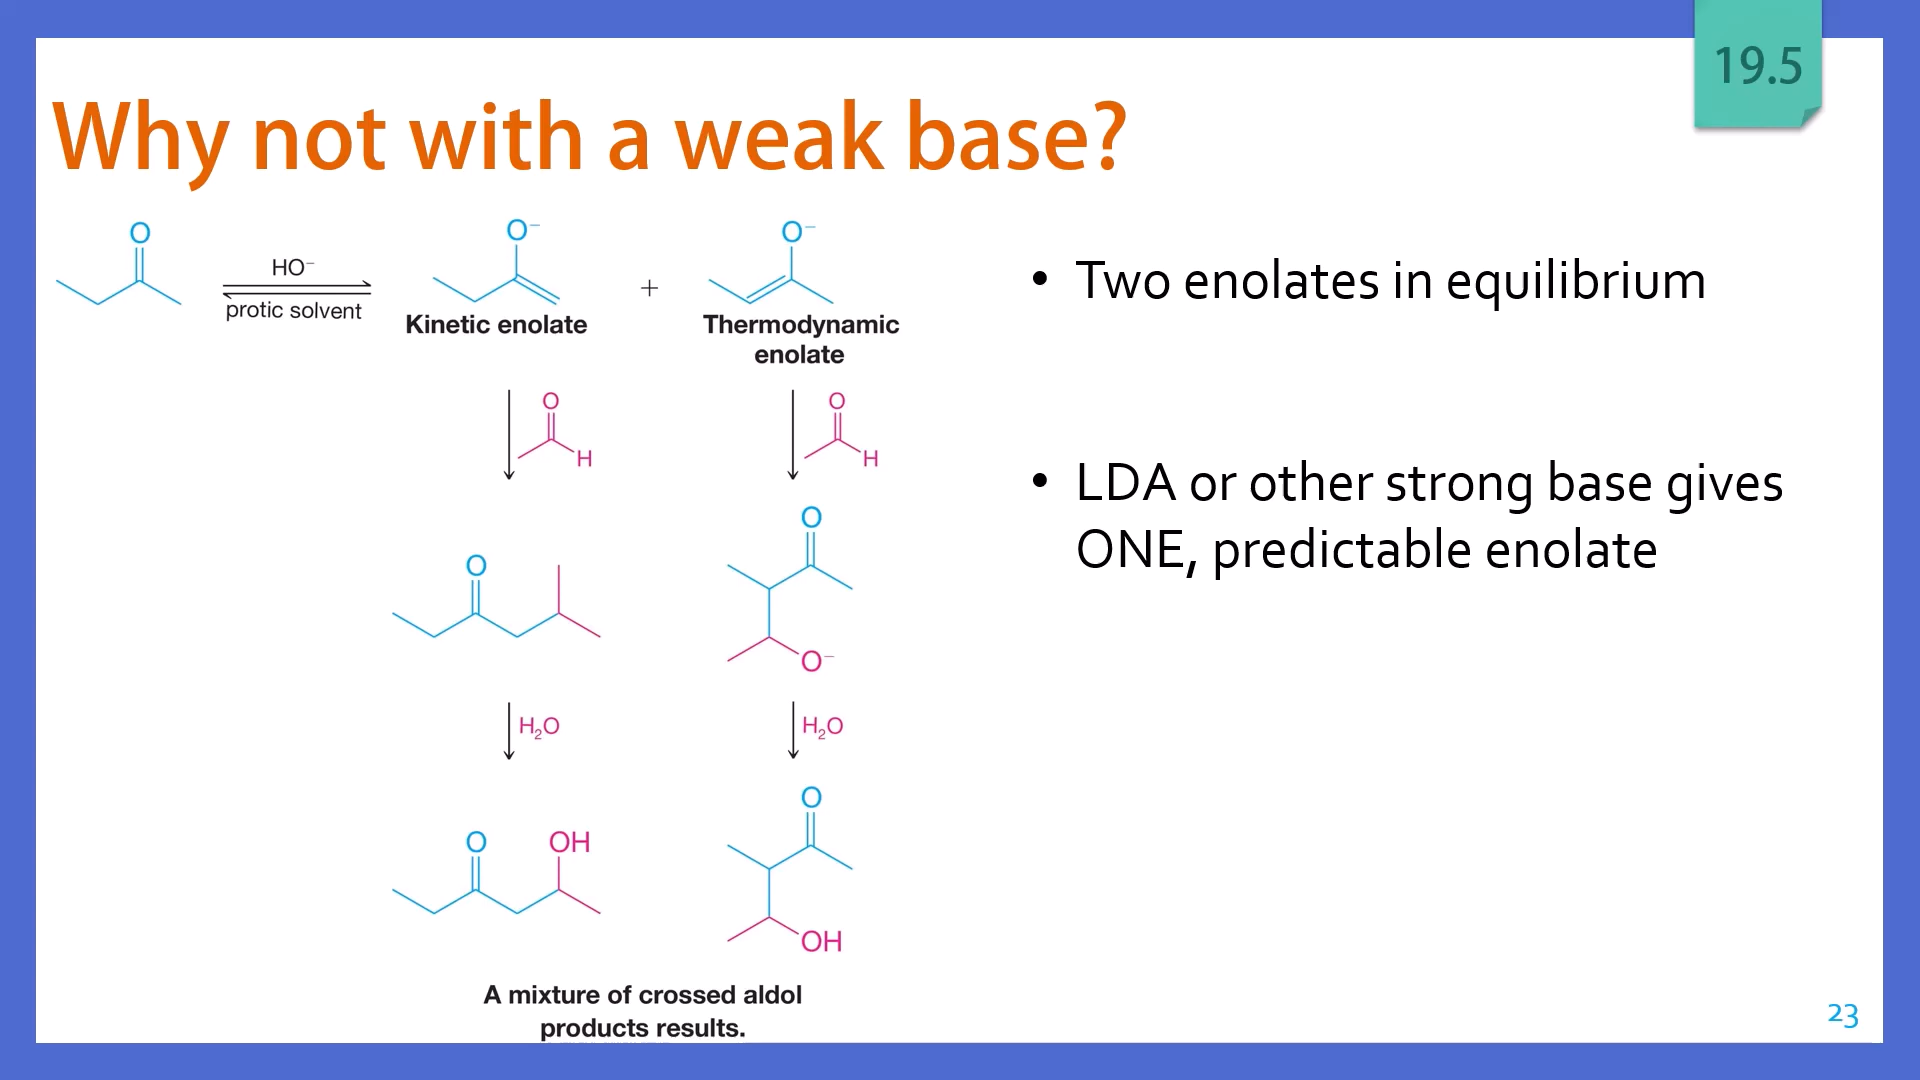 19.5
Why not with a weak base?
O
HO⁻
protic solvent
O⁻
Kinetic enolate
+
O⁻
Thermodynamic
enolate
O
H
O
H
O
O
O⁻
H₂O
H₂O
O
OH
O
OH
A mixture of crossed aldol
products results.
• Two enolates in equilibrium
• LDA or other strong base gives
ONE, predictable enolate
23